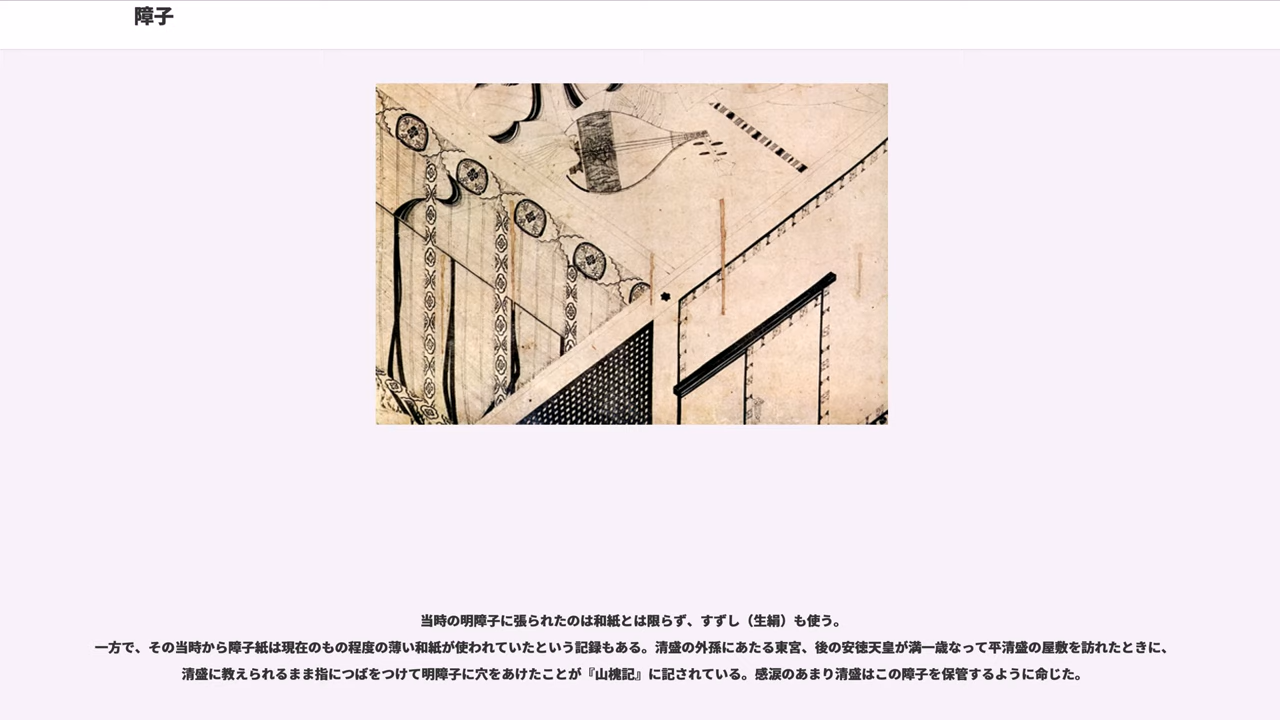 障子
当時の明障子に張られたのは和紙とは限らず、すずし（生絹）も使う。
一方で、その当時から障子紙は現在のもの程度の薄い和紙が使われていたという記録もある。清盛の外孫にあたる東宮、後の安徳天皇が満一歳なって平清盛の屋敷を訪れたときに、
清盛に教えられるまま指につばをつけて明障子に穴をあけたことが『山槐記』に記されている。感涙のあまり清盛はこの障子を保管するように命じた。